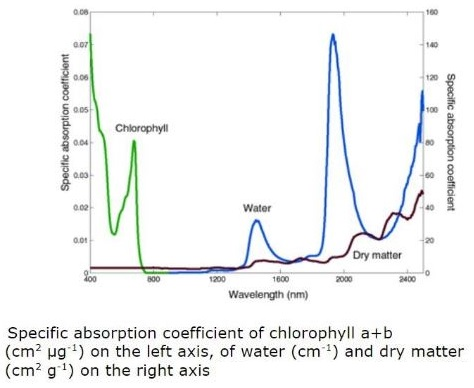 0.08
0.07
0.06
0.05
0.04
0.03
0.02
0.01
0
160
140
120
100
80
60
40
20
0
Specific absorption coefficient
Specific absorption coefficient
Chlorophyll
Water
Dry matter
400 800 1200 1600 2000 2400
Wavelength (nm)
Specific absorption coefficient of chlorophyll a+b
(cm² µg⁻¹) on the left axis, of water (cm⁻¹) and dry matter
(cm² g⁻¹) on the right axis